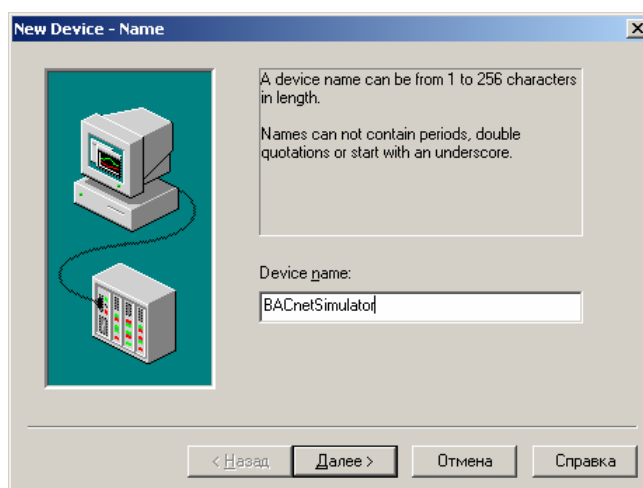 New Device - Name
A device name can be from 1 to 256 characters
in length.
Names can not contain periods, double
quotations or start with an underscore.
Device name:
BACnetSimulator
< Назад
Далее >
Отмена
Справка